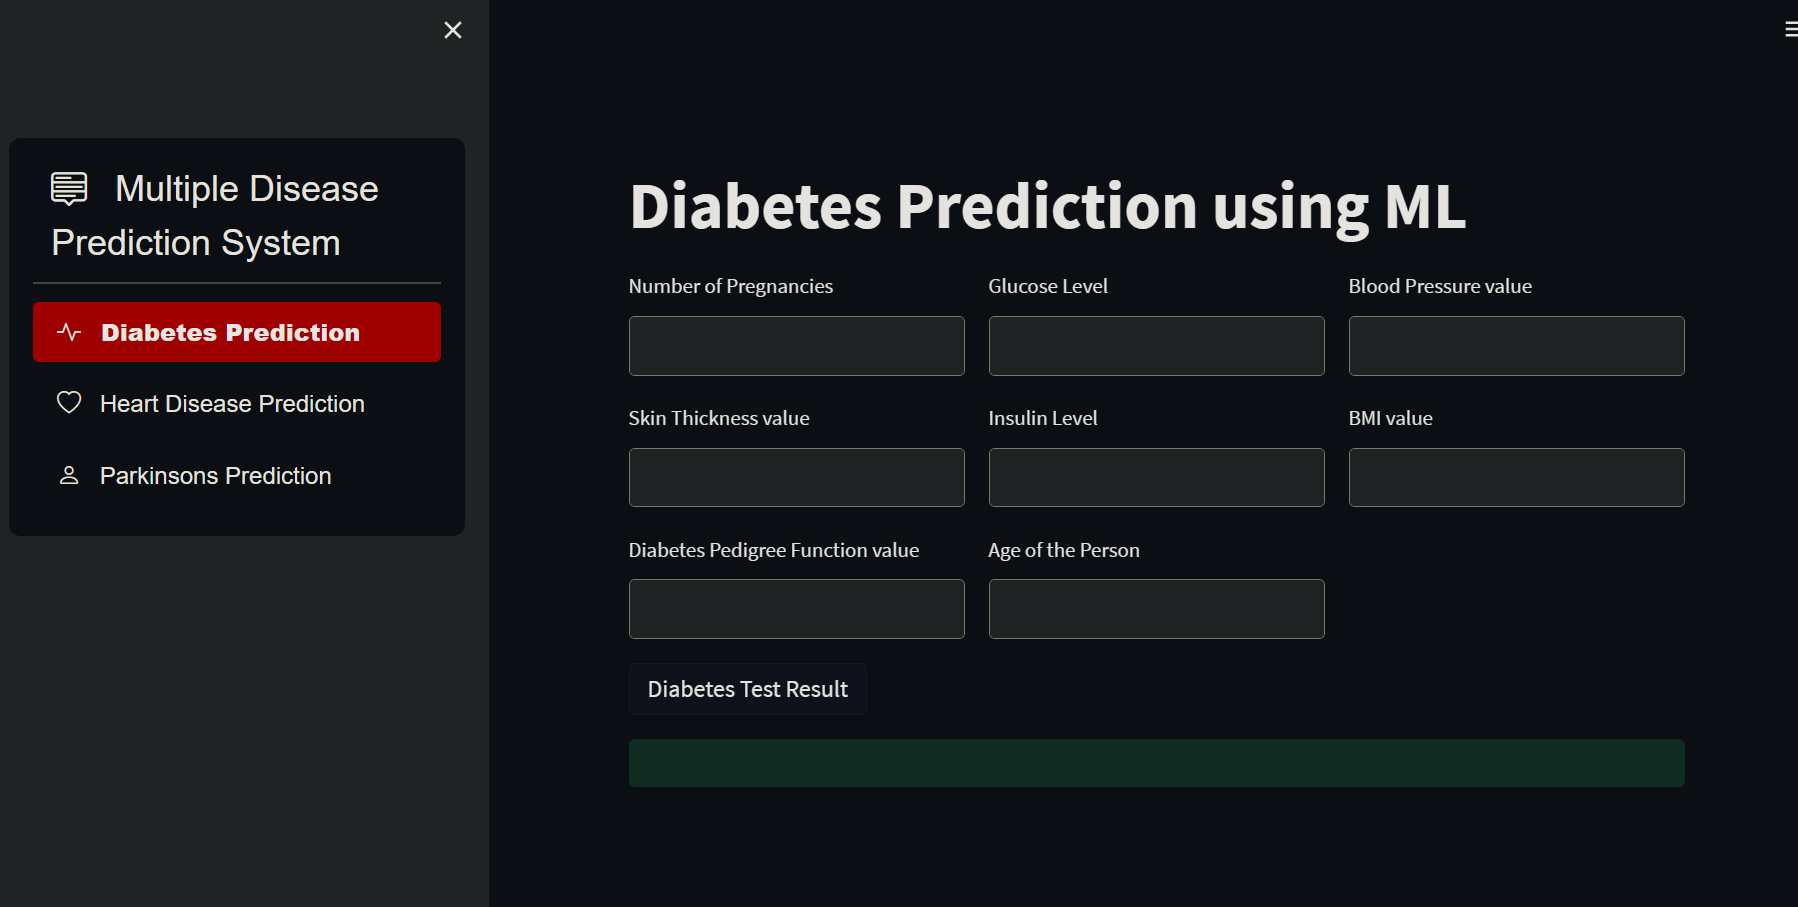 Multiple Disease
Prediction System
Diabetes Prediction
Heart Disease Prediction
Parkinsons Prediction
Diabetes Prediction using ML
Number of Pregnancies
Glucose Level
Blood Pressure value
Skin Thickness value
Insulin Level
BMI value
Diabetes Pedigree Function value
Age of the Person
Diabetes Test Result